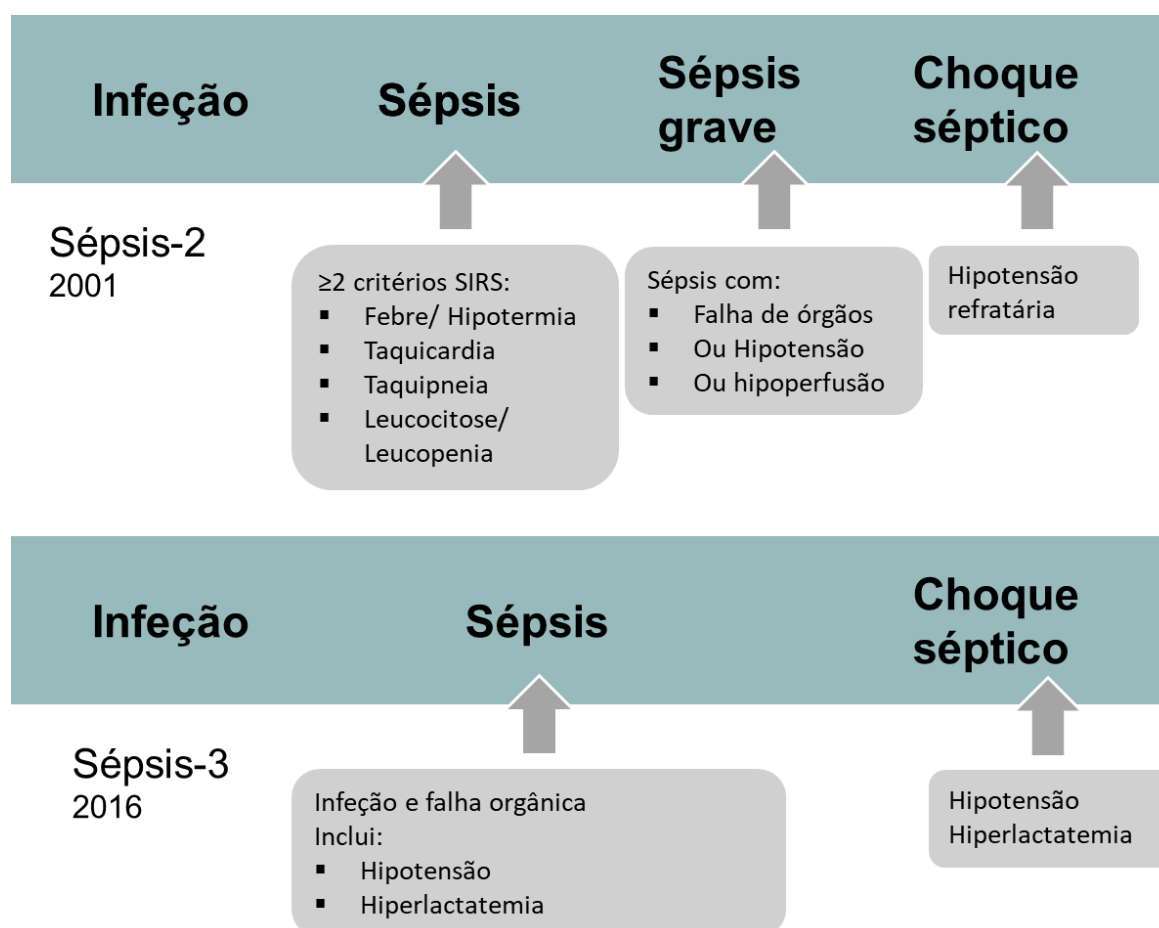 Infeção
Sépsis
Sépsis
grave
Choque
séptico
Sépsis-2
2001
≥2 critérios SIRS:
▪ Febre/ Hipotermia
▪ Taquicardia
▪ Taquipneia
▪ Leucocitose/
Leucopenia
Sépsis com:
▪ Falha de órgãos
▪ Ou Hipotensão
▪ Ou hipoperfusão
Hipotensão
refratária
Infeção
Sépsis
Choque
séptico
Sépsis-3
2016
Infeção e falha orgânica
Inclui:
▪ Hipotensão
▪ Hiperlactatemia
Hipotensão
Hiperlactatemia